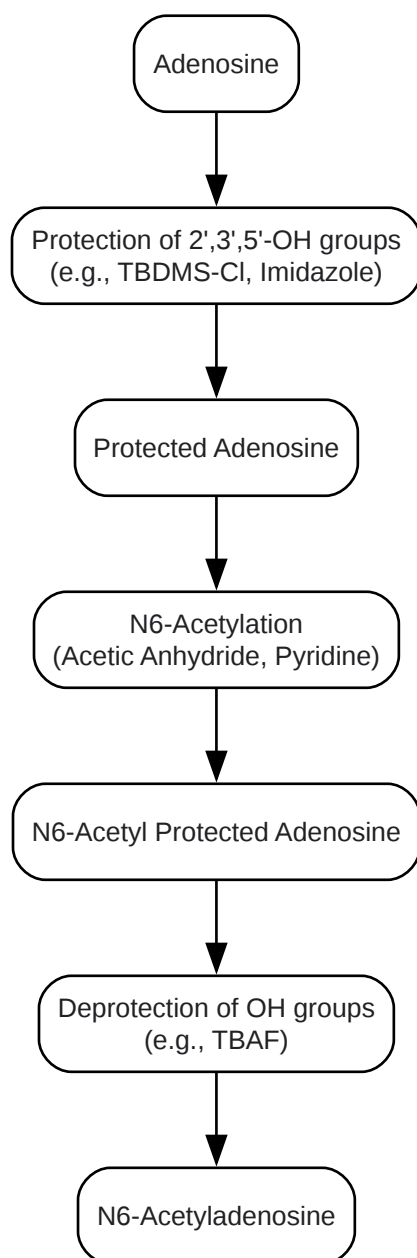 Adenosine
Protection of 2',3',5'-OH groups
(e.g., TBDMS-Cl, Imidazole)
Protected Adenosine
N6-Acetylation
(Acetic Anhydride, Pyridine)
N6-Acetyl Protected Adenosine
Deprotection of OH groups
(e.g., TBAF)
N6-Acetyladenosine